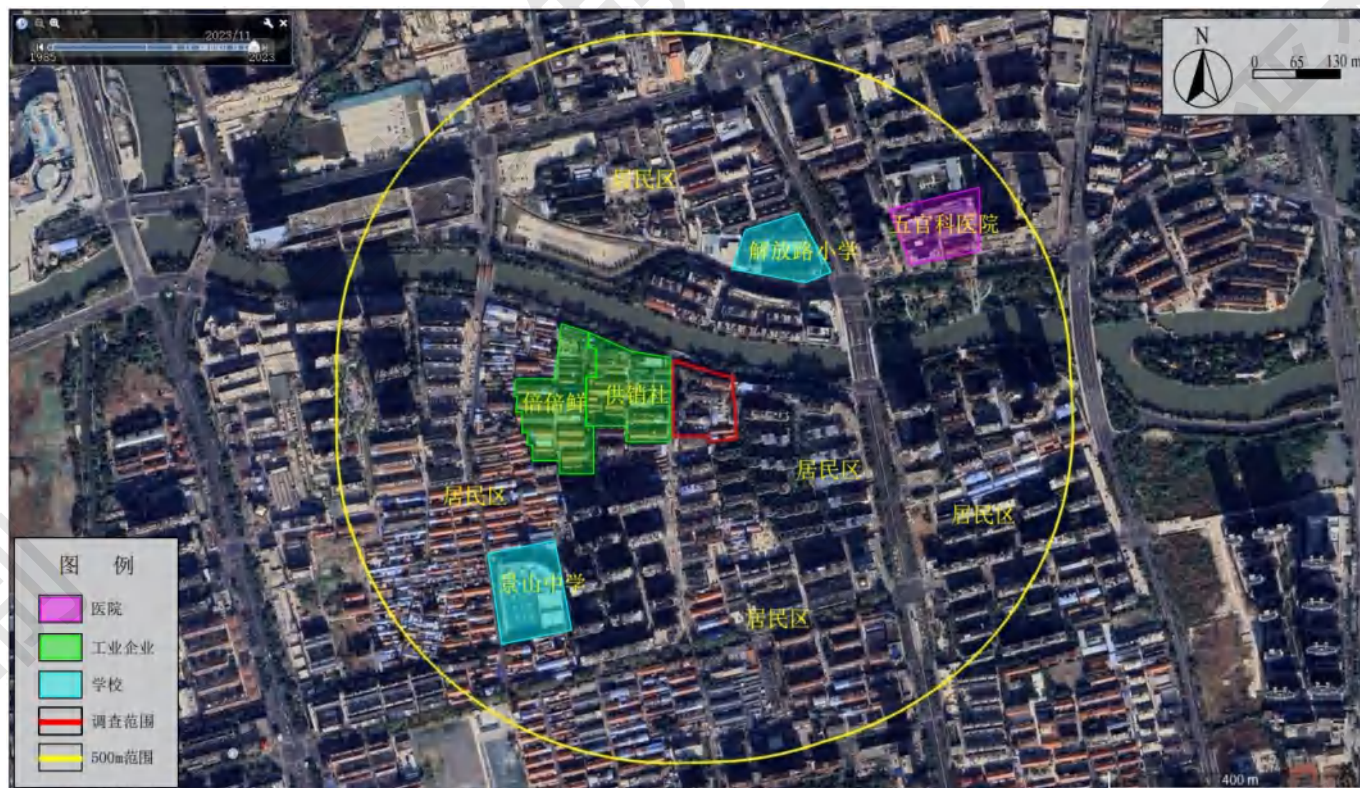 2023/11
1985
2023
N
0 65 130 m
居民区
五官科医院
解放路小学
倍倍鲜
供销社
居民区
居民区
居民区
景山中学
居民区
图 例
医院
工业企业
学校
调查范围
500m范围
400 m